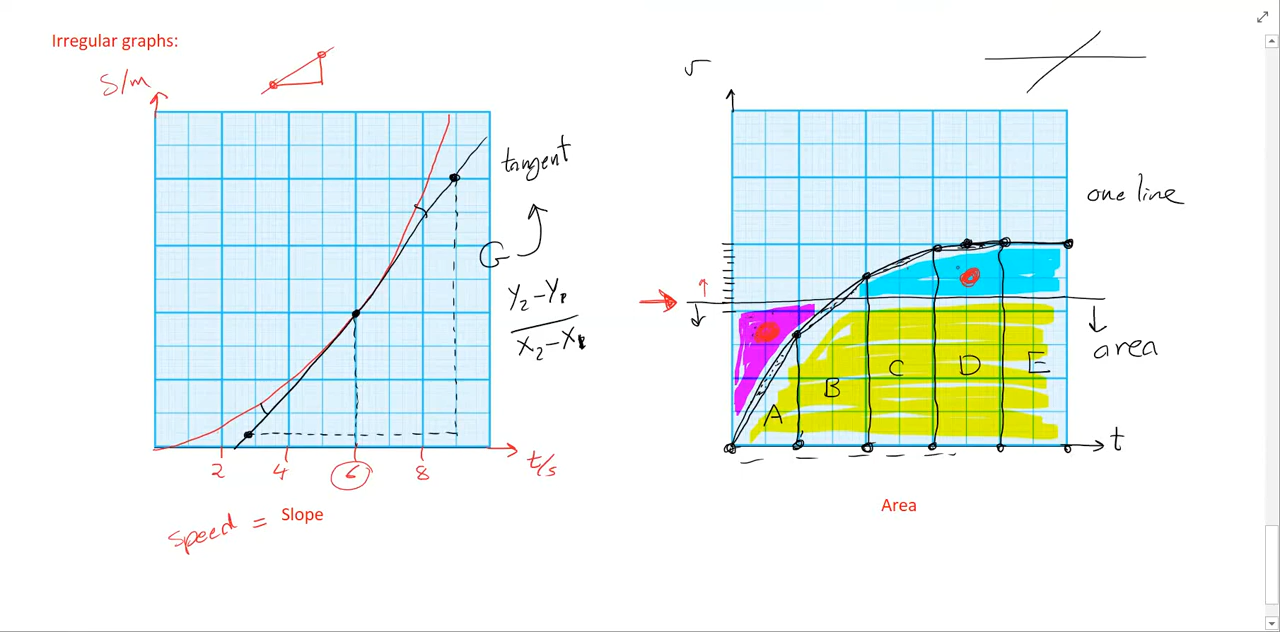 Irregular graphs:
S/m
tangent
G
Y2-Y1
X2-X1
2 4 6 8 t/s
Speed = Slope
v
one line
area
A B C D E
t
Area